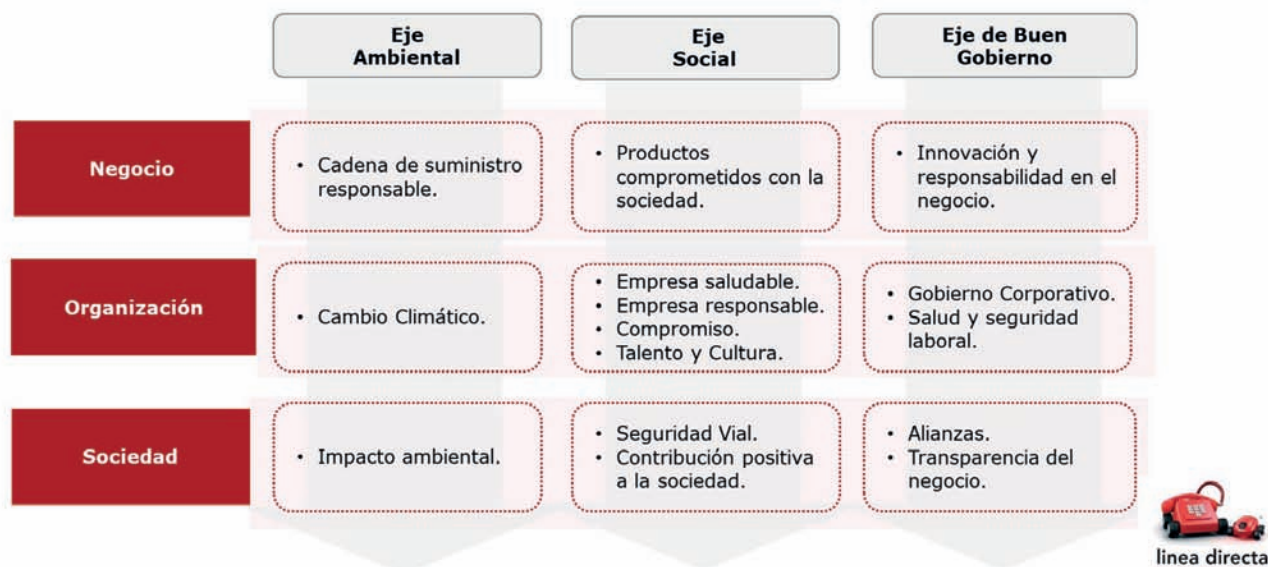 Eje
Ambiental
Eje
Social
Eje de Buen
Gobierno
Negocio
• Cadena de suministro
responsable.
• Productos
comprometidos con la
sociedad.
• Innovación y
responsabilidad en el
negocio.
Organización
• Cambio Climático.
• Empresa saludable.
• Empresa responsable.
• Compromiso.
• Talento y Cultura.
• Gobierno Corporativo.
• Salud y seguridad
laboral.
Sociedad
• Impacto ambiental.
• Seguridad Vial.
• Contribución positiva
a la sociedad.
• Alianzas.
• Transparencia del
negocio.
linea directa